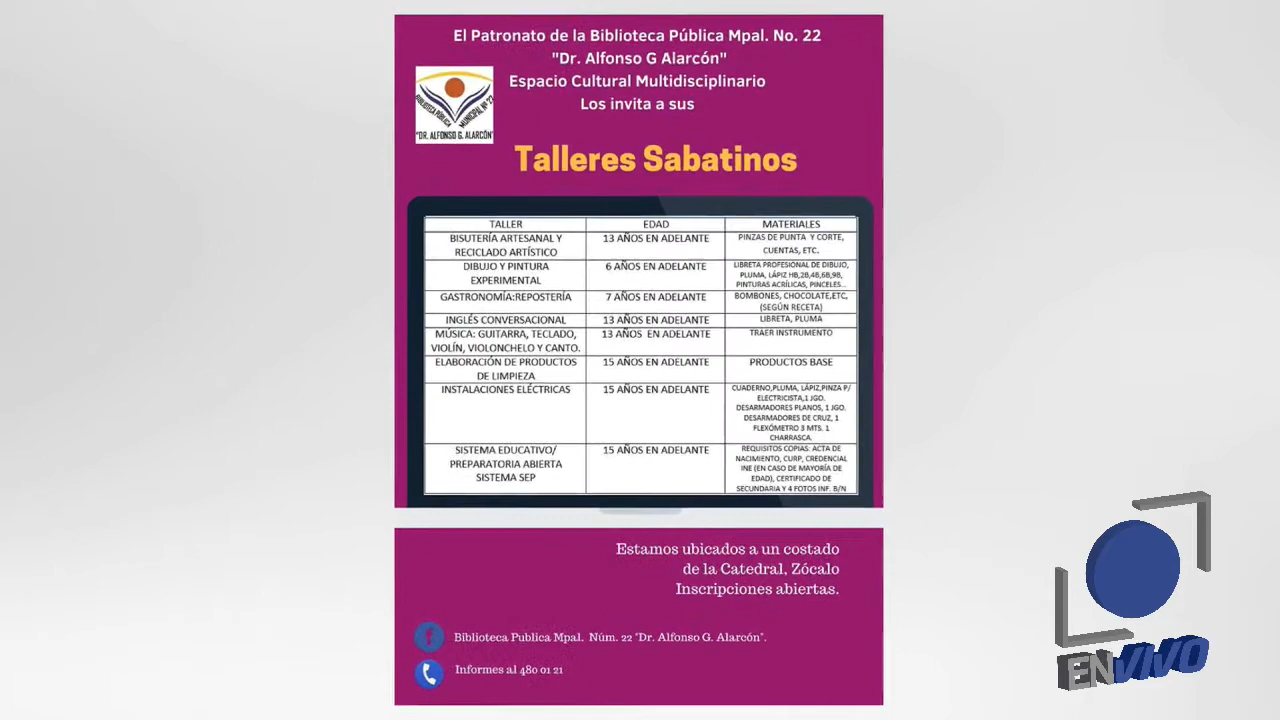 El Patronato de la Biblioteca Pública Mpal. No. 22
"Dr. Alfonso G Alarcón"
Espacio Cultural Multidisciplinario
Los invita a sus
BIBLIOTECA PÚBLICA MUNICIPAL Nº 22
"DR. ALFONSO G. ALARCÓN"
Talleres Sabatinos
TALLER EDAD MATERIALES
BISUTERÍA ARTESANAL Y RECICLADO ARTÍSTICO 13 AÑOS EN ADELANTE PINZAS DE PUNTA Y CORTE, CUENTAS, ETC.
DIBUJO Y PINTURA EXPERIMENTAL 6 AÑOS EN ADELANTE LIBRETA PROFESIONAL DE DIBUJO, PLUMA, LÁPIZ HB,2B,4B,6B,9B, PINTURAS ACRÍLICAS, PINCELES...
GASTRONOMÍA:REPOSTERÍA 7 AÑOS EN ADELANTE BOMBONES, CHOCOLATE,ETC, (SEGÚN RECETA)
INGLÉS CONVERSACIONAL 13 AÑOS EN ADELANTE LIBRETA, PLUMA
MÚSICA: GUITARRA, TECLADO, VIOLÍN, VIOLONCHELO Y CANTO. 13 AÑOS EN ADELANTE TRAER INSTRUMENTO
ELABORACIÓN DE PRODUCTOS DE LIMPIEZA 15 AÑOS EN ADELANTE PRODUCTOS BASE
INSTALACIONES ELÉCTRICAS 15 AÑOS EN ADELANTE CUADERNO,PLUMA, LÁPIZ,PINZA P/ ELECTRICISTA,1 JGO. DESARMADORES PLANOS, 1 JGO. DESARMADORES DE CRUZ, 1 FLEXÓMETRO 3 MTS. 1 CHARRASCA.
SISTEMA EDUCATIVO/ PREPARATORIA ABIERTA SISTEMA SEP 15 AÑOS EN ADELANTE REQUISITOS COPIAS: ACTA DE NACIMIENTO, CURP, CREDENCIAL INE (EN CASO DE MAYORÍA DE EDAD), CERTIFICADO DE SECUNDARIA Y 4 FOTOS INF. B/N
Estamos ubicados a un costado
de la Catedral, Zócalo
Inscripciones abiertas.
Biblioteca Publica Mpal. Núm. 22 "Dr. Alfonso G. Alarcón".
Informes al 480 01 21
EN VIVO